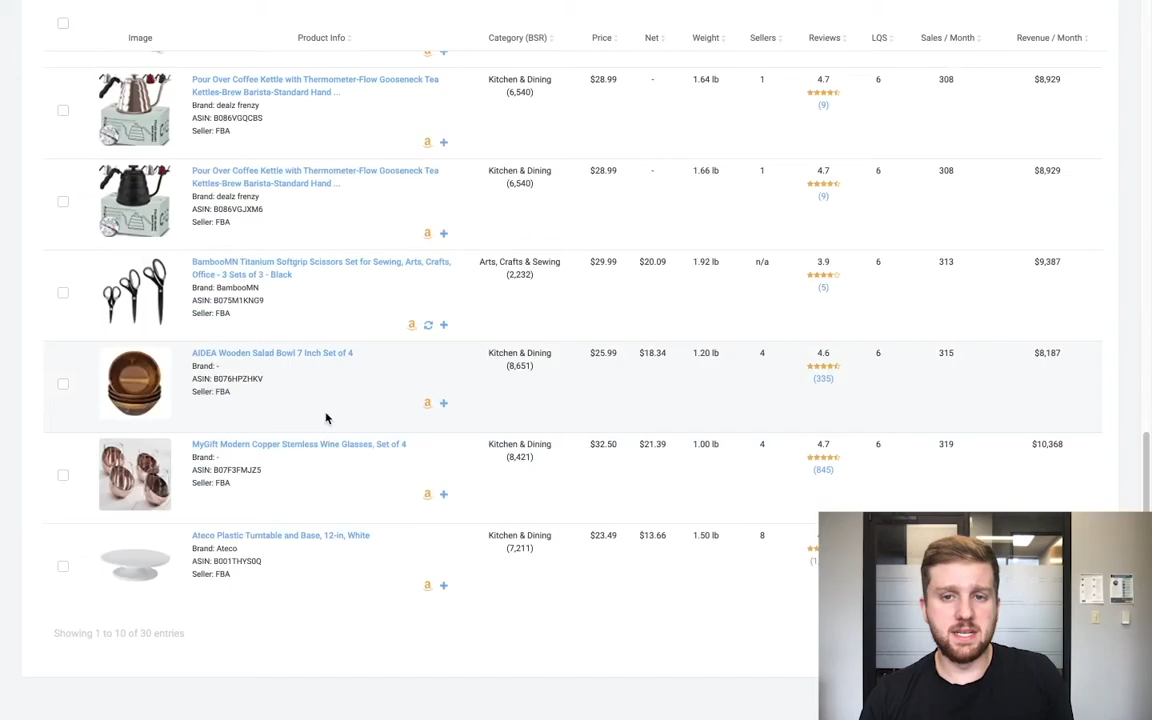 Image Product Info Category (BSR) Price Net Weight Sellers Reviews LQS Sales / Month Revenue / Month
Pour Over Coffee Kettle with Thermometer-Flow Gooseneck Tea Kitchen & Dining $28.99 - 1.64 lb 1 4.7 6 308 $8,929
Kettles-Brew Barista-Standard Hand ... (6,540)
Brand: dealz frenzy (9)
ASIN: B086VGQCBS
Seller: FBA
Pour Over Coffee Kettle with Thermometer-Flow Gooseneck Tea Kitchen & Dining $28.99 - 1.66 lb 1 4.7 6 308 $8,929
Kettles-Brew Barista-Standard Hand ... (6,540)
Brand: dealz frenzy (9)
ASIN: B086VGJXM6
Seller: FBA
BambooMN Titanium Softgrip Scissors Set for Sewing, Arts, Crafts, Arts, Crafts & Sewing $29.99 $20.09 1.92 lb n/a 3.9 6 313 $9,387
Office - 3 Sets of 3 - Black (2,232)
Brand: BambooMN (5)
ASIN: B075M1KNG9
Seller: FBA
AIDEA Wooden Salad Bowl 7 Inch Set of 4 Kitchen & Dining $25.99 $18.34 1.20 lb 4 4.6 6 315 $8,187
Brand: - (8,651)
ASIN: B076HPZHKV (335)
Seller: FBA
MyGift Modern Copper Stemless Wine Glasses, Set of 4 Kitchen & Dining $32.50 $21.39 1.00 lb 4 4.7 6 319 $10,368
Brand: - (8,421)
ASIN: B07F3FMJZ5 (845)
Seller: FBA
Ateco Plastic Turntable and Base, 12-in, White Kitchen & Dining $23.49 $13.66 1.50 lb 8
Brand: Ateco (7,211)
ASIN: B001THYS0Q
Seller: FBA
Showing 1 to 10 of 30 entries